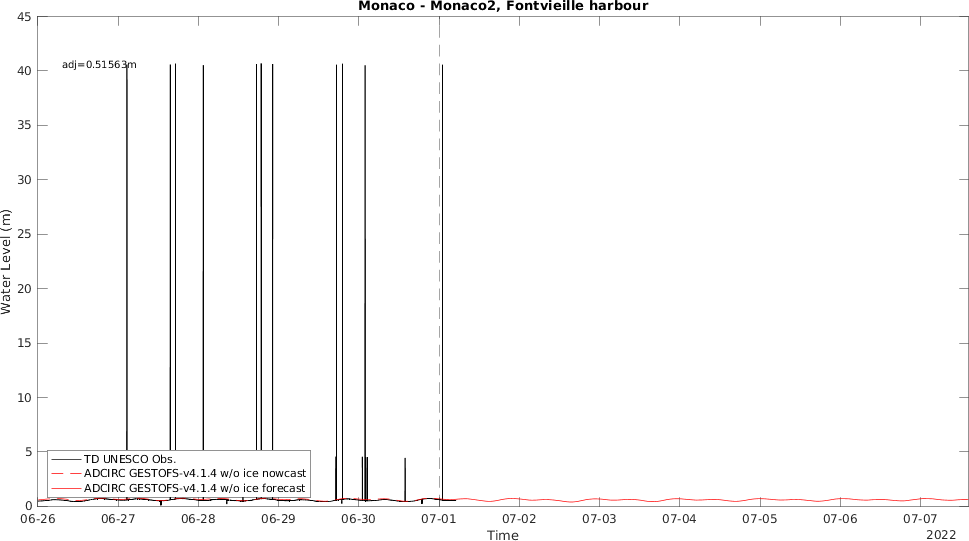 Monaco - Monaco2, Fontvieille harbour
45
40
35
30
25
20
15
10
5
0
Water Level (m)
adj=0.51563m
TD UNESCO Obs.
ADCIRC GESTOFS-v4.1.4 w/o ice nowcast
ADCIRC GESTOFS-v4.1.4 w/o ice forecast
06-26 06-27 06-28 06-29 06-30 07-01 07-02 07-03 07-04 07-05 07-06 07-07
Time
2022